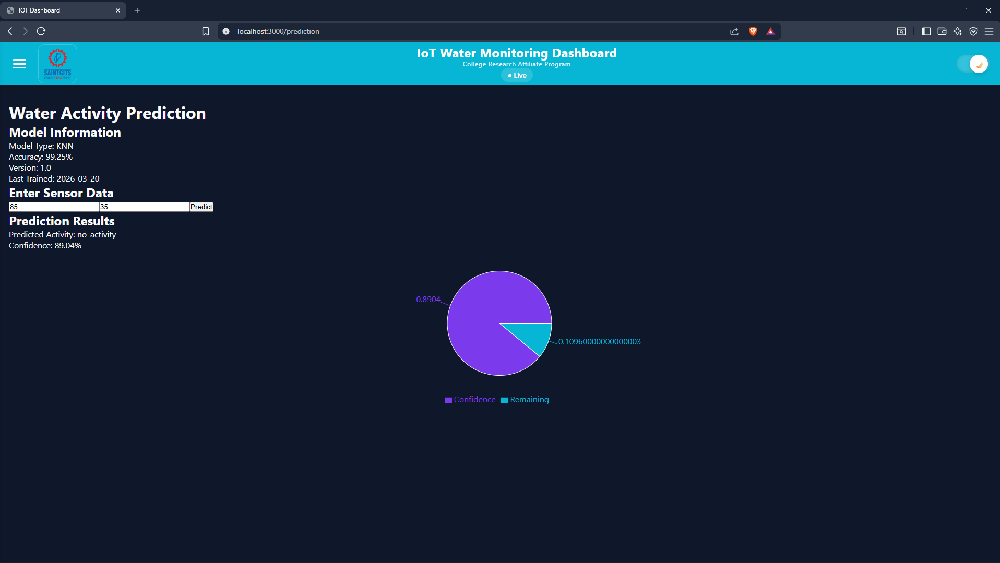 IOT Dashboard
localhost:3000/prediction
SAINTGITS
IoT Water Monitoring Dashboard
College Research Affiliate Program
● Live
Water Activity Prediction
Model Information
Model Type: KNN
Accuracy: 99.25%
Version: 1.0
Last Trained: 2026-03-20
Enter Sensor Data
85 35 Predict
Prediction Results
Predicted Activity: no_activity
Confidence: 89.04%
0.8904
0.10960000000000003
Confidence Remaining